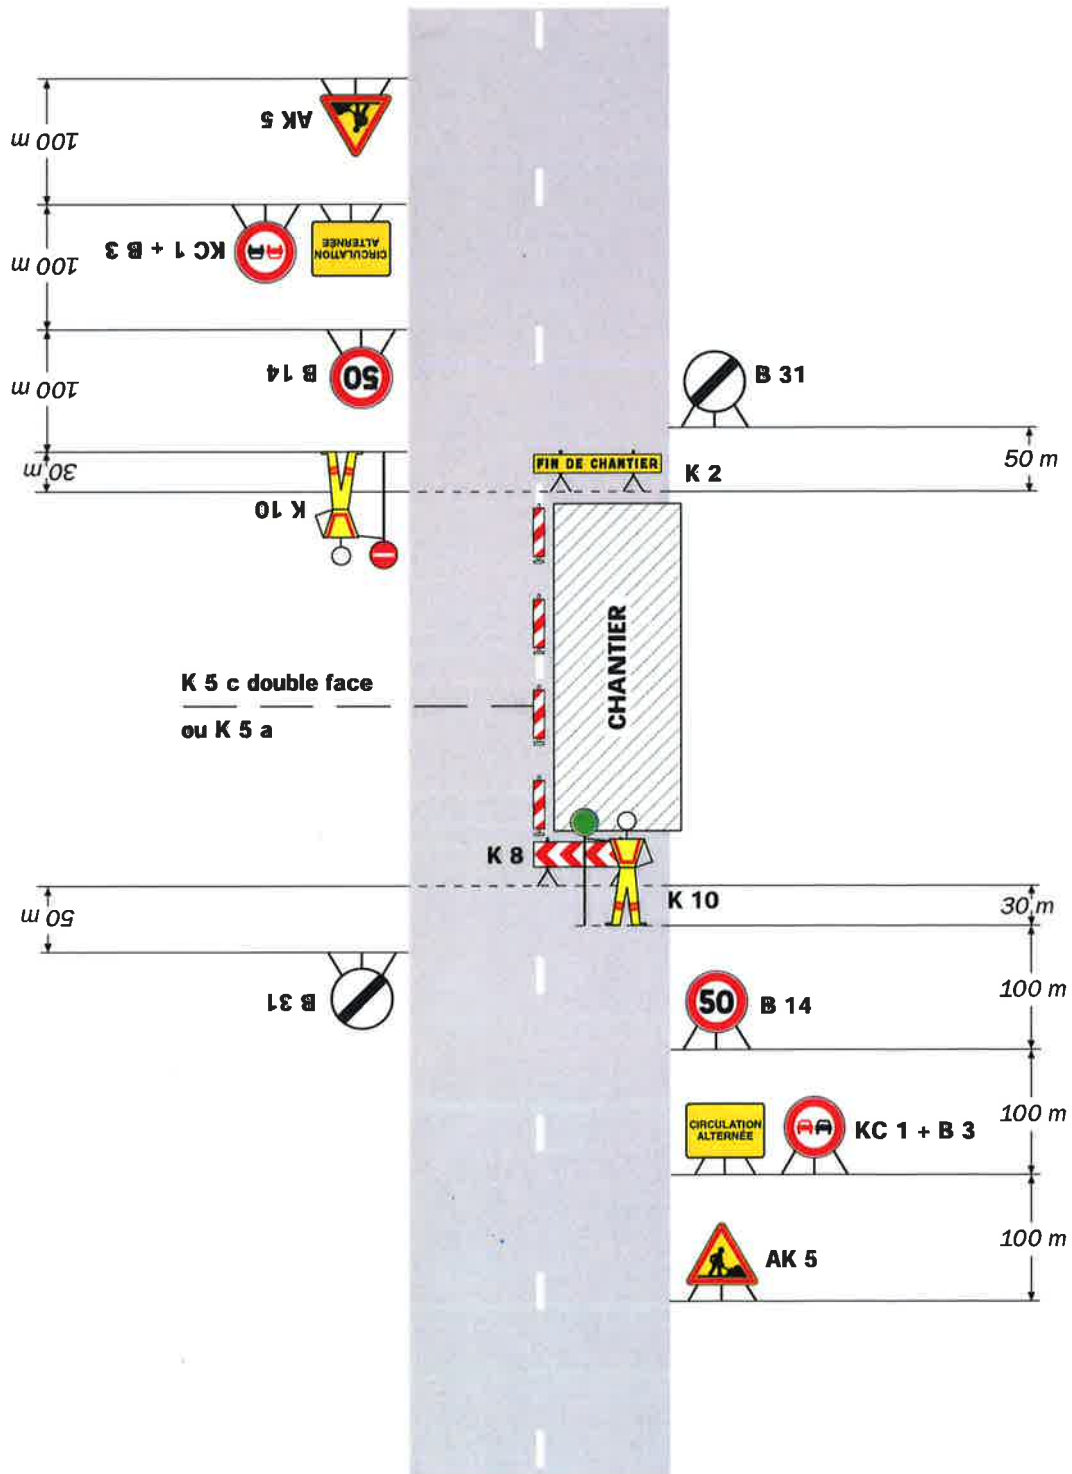 AK 5
100 m
KC 1 + B 3
CIRCULATION
ALTERNÉE
100 m
B 14
50
100 m
B 31
30 m
FIN DE CHANTIER
K 2
50 m
K 10
CHANTIER
K 5 c double face
ou K 5 a
K 8
K 10
30 m
50 m
B 31
50
B 14
100 m
CIRCULATION
ALTERNÉE
KC 1 + B 3
100 m
AK 5
100 m